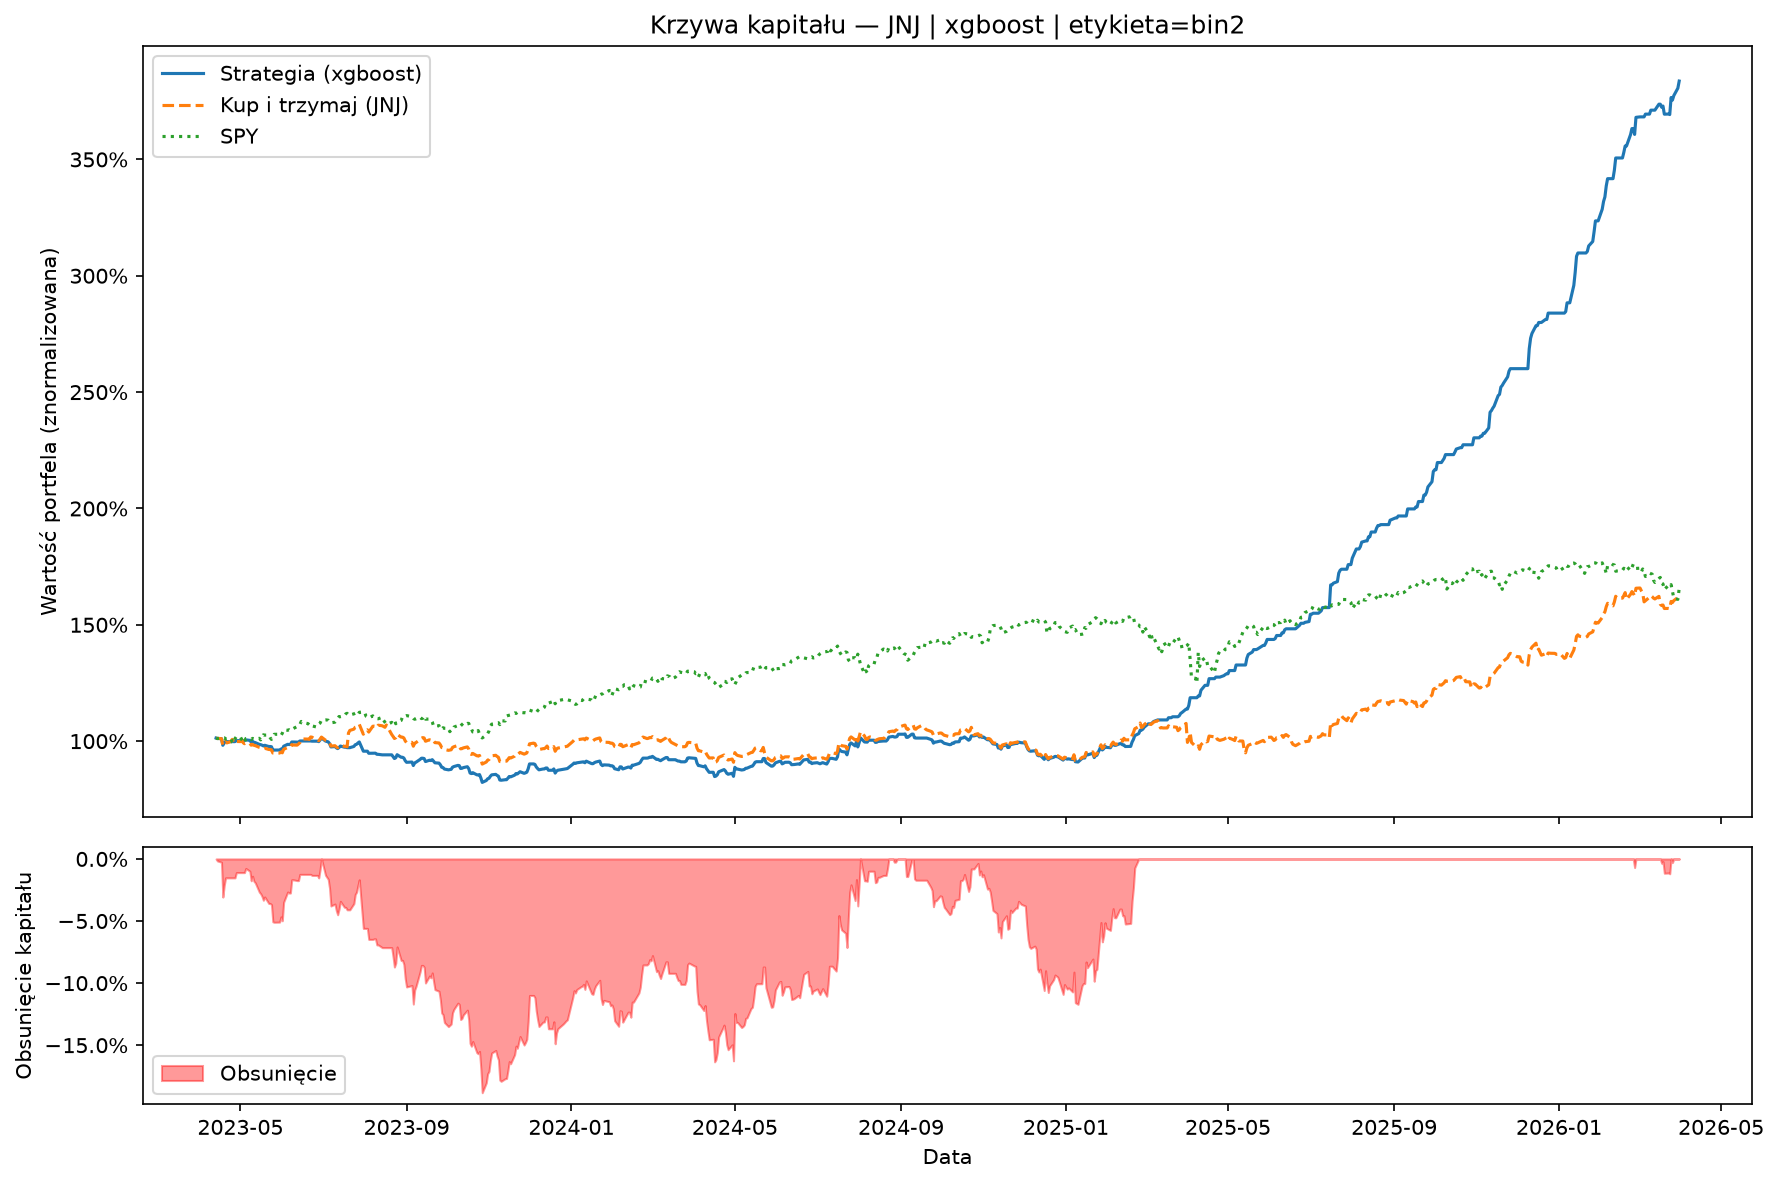 Krzywa kapitału — JNJ | xgboost | etykieta=bin2
Strategia (xgboost)
Kup i trzymaj (JNJ)
SPY
Wartość portfela (znormalizowana)
350%
300%
250%
200%
150%
100%
Obsunięcie kapitału
0.0%
−5.0%
−10.0%
−15.0%
Obsunięcie
2023-05
2023-09
2024-01
2024-05
2024-09
2025-01
2025-05
2025-09
2026-01
2026-05
Data